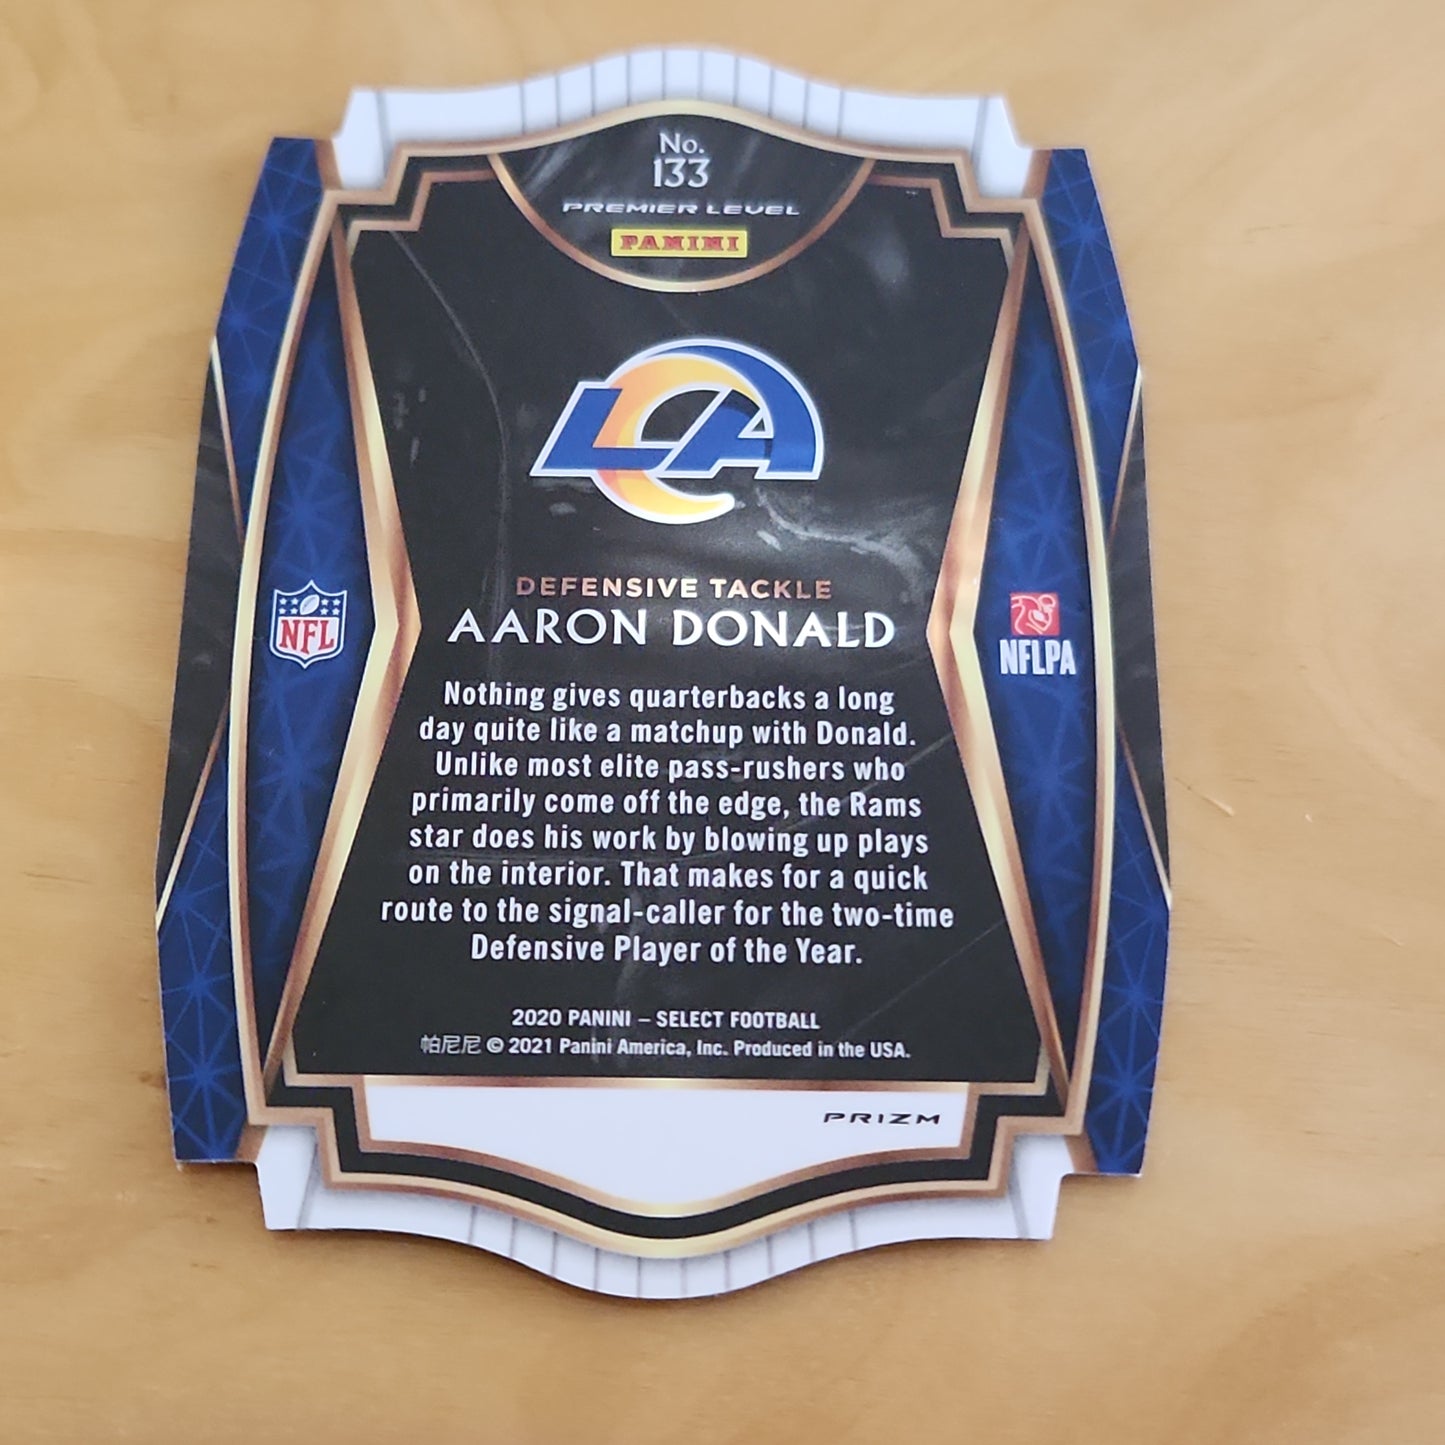 No.
133
PREMIER LEVEL
PANINI
LA
DEFENSIVE TACKLE
AARON DONALD
NFL
NFLPA
Nothing gives quarterbacks a long
day quite like a matchup with Donald.
Unlike most elite pass-rushers who
primarily come off the edge, the Rams
star does his work by blowing up plays
on the interior. That makes for a quick
route to the signal-caller for the two-time
Defensive Player of the Year.
2020 PANINI – SELECT FOOTBALL
帕尼尼 © 2021 Panini America, Inc. Produced in the USA.
PRIZM